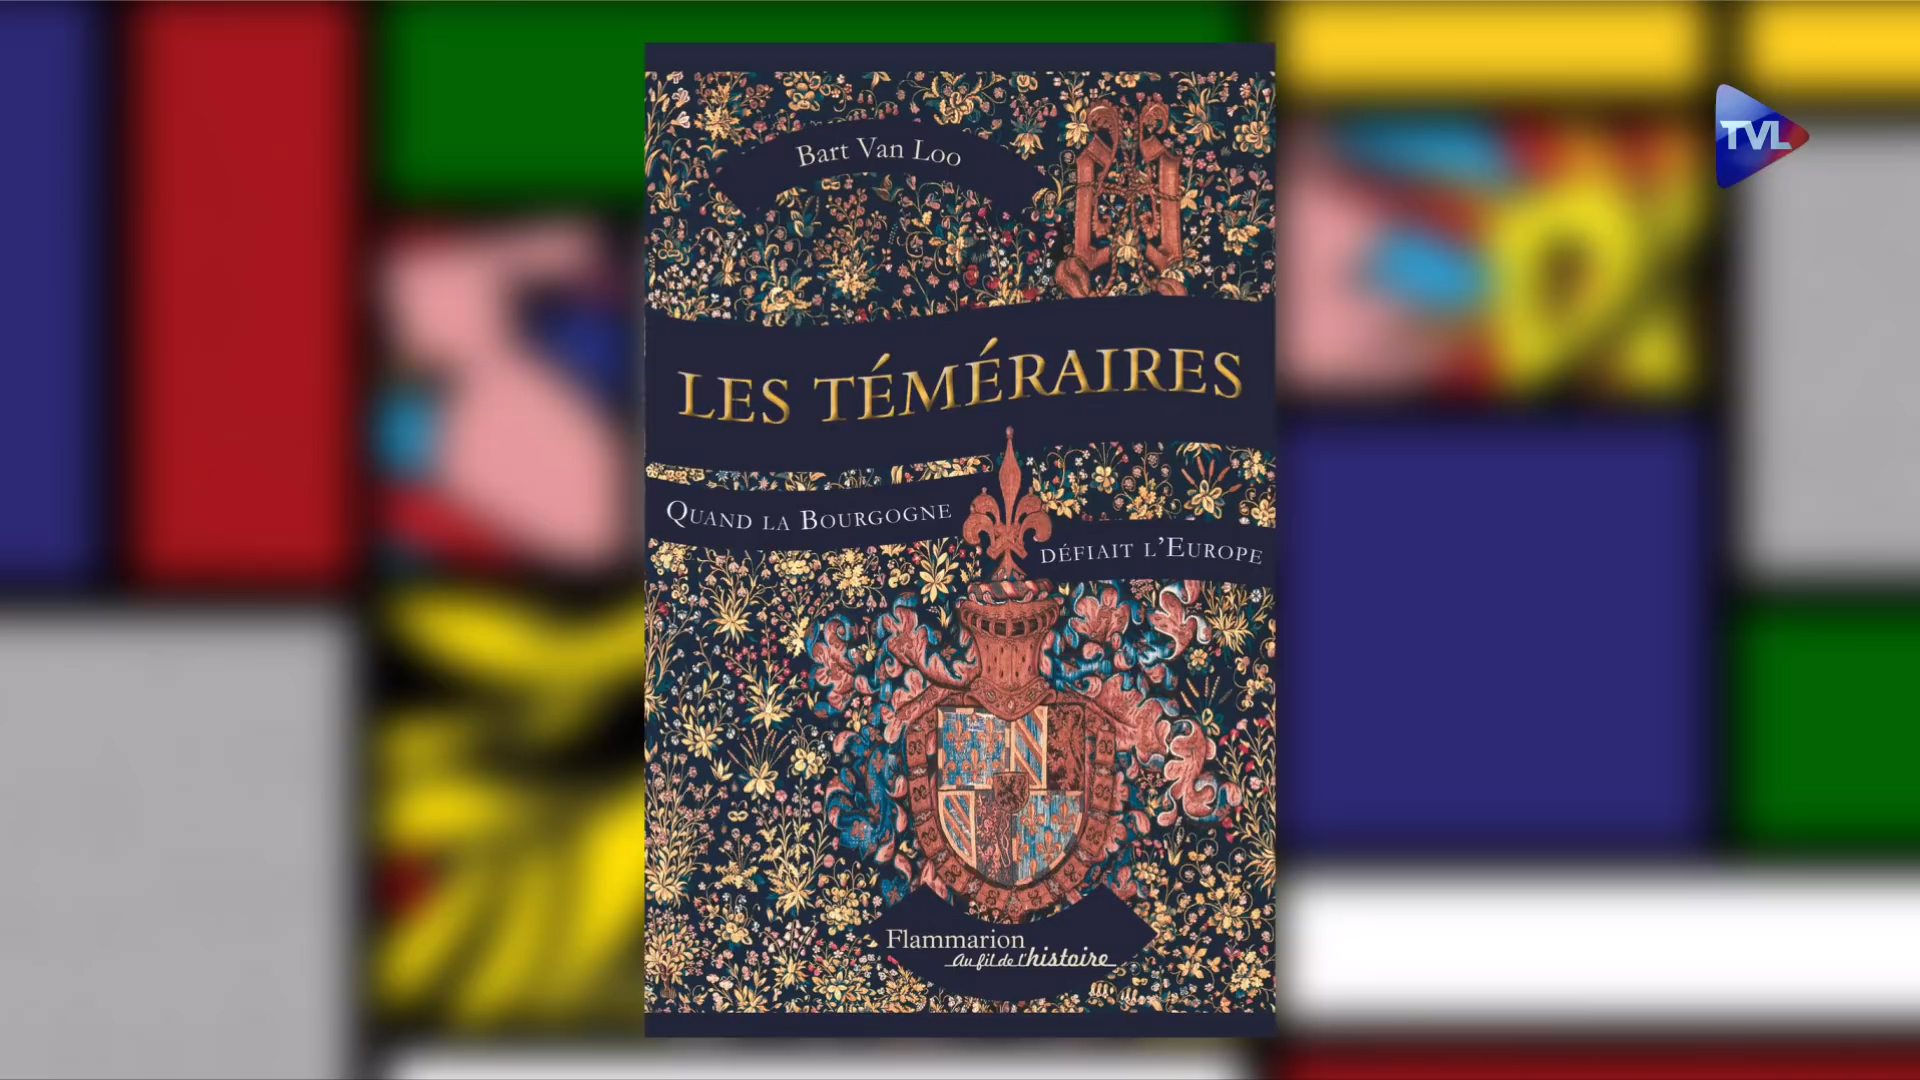 TVL
Bart Van Loo
LES TÉMÉRAIRES
QUAND LA BOURGOGNE
DÉFIAIT L'EUROPE
Flammarion
Au fil de l'histoire